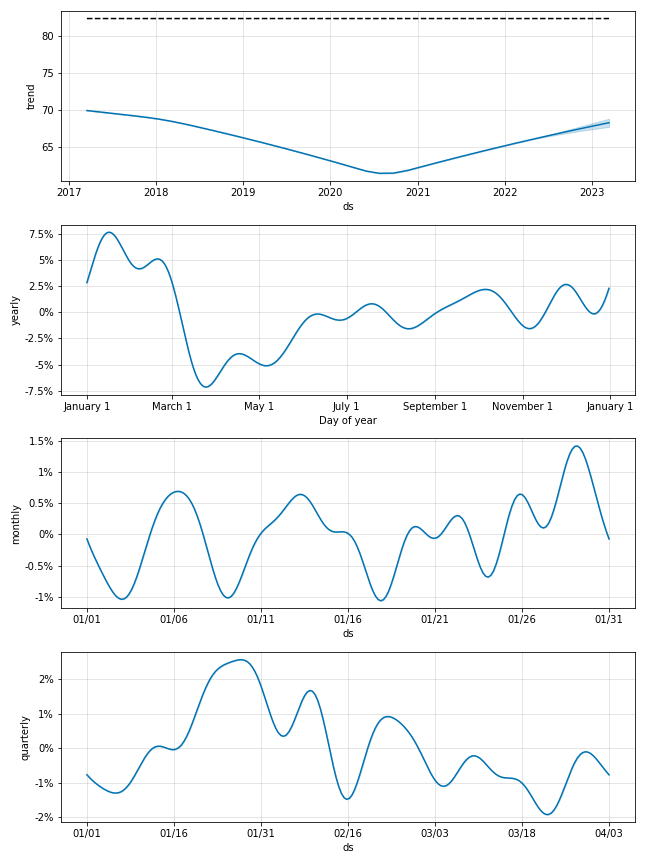 80
75
70
65
trend
2017 2018 2019 2020 2021 2022 2023
ds
7.5%
5%
2.5%
0%
-2.5%
-5%
-7.5%
yearly
January 1 March 1 May 1 July 1 September 1 November 1 January 1
Day of year
1.5%
1%
0.5%
0%
-0.5%
-1%
monthly
01/01 01/06 01/11 01/16 01/21 01/26 01/31
ds
2%
1%
0%
-1%
-2%
quarterly
01/01 01/16 01/31 02/16 03/03 03/18 04/03
ds